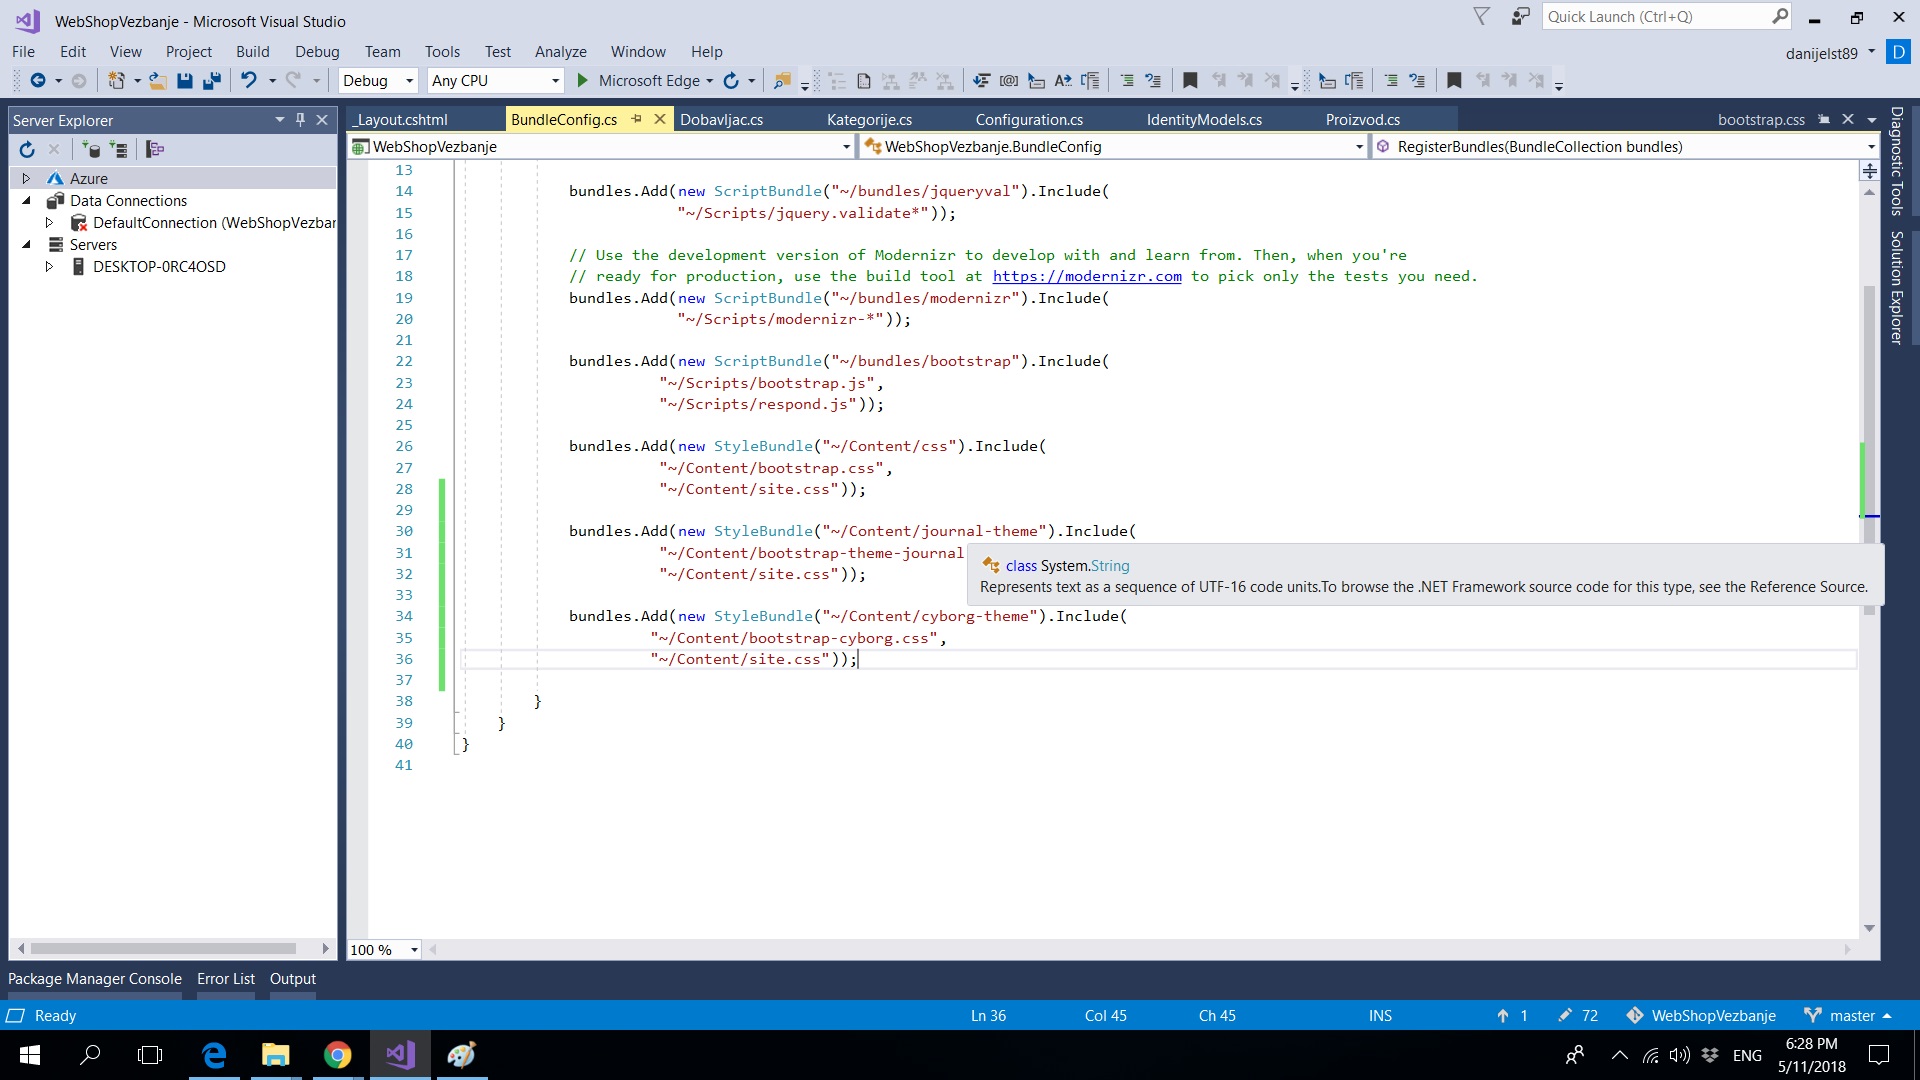 WebShopVezbanje - Microsoft Visual Studio
Quick Launch (Ctrl+Q)
File Edit View Project Build Debug Team Tools Test Analyze Window Help
danijelst89 D
Debug Any CPU Microsoft Edge
Server Explorer
_Layout.cshtml BundleConfig.cs Dobavljac.cs Kategorije.cs Configuration.cs IdentityModels.cs Proizvod.cs bootstrap.css
WebShopVezbanje WebShopVezbanje.BundleConfig RegisterBundles(BundleCollection bundles)
Diagnostic Tools
Solution Explorer
Azure
Data Connections
DefaultConnection (WebShopVezbar
Servers
DESKTOP-0RC4OSD
13
14 bundles.Add(new ScriptBundle("~/bundles/jqueryval").Include(
15 "~/Scripts/jquery.validate*"));
16
17 // Use the development version of Modernizr to develop with and learn from. Then, when you're
18 // ready for production, use the build tool at https://modernizr.com to pick only the tests you need.
19 bundles.Add(new ScriptBundle("~/bundles/modernizr").Include(
20 "~/Scripts/modernizr-*"));
21
22 bundles.Add(new ScriptBundle("~/bundles/bootstrap").Include(
23 "~/Scripts/bootstrap.js",
24 "~/Scripts/respond.js"));
25
26 bundles.Add(new StyleBundle("~/Content/css").Include(
27 "~/Content/bootstrap.css",
28 "~/Content/site.css"));
29
30 bundles.Add(new StyleBundle("~/Content/journal-theme").Include(
31 "~/Content/bootstrap-theme-journal
32 "~/Content/site.css"));
class System.String
Represents text as a sequence of UTF-16 code units.To browse the .NET Framework source code for this type, see the Reference Source.
33
34 bundles.Add(new StyleBundle("~/Content/cyborg-theme").Include(
35 "~/Content/bootstrap-cyborg.css",
36 "~/Content/site.css"));
37
38 }
39 }
40 }
41
100 %
Package Manager Console Error List Output
Ready Ln 36 Col 45 Ch 45 INS 1 72 WebShopVezbanje master
ENG 6:28 PM
5/11/2018